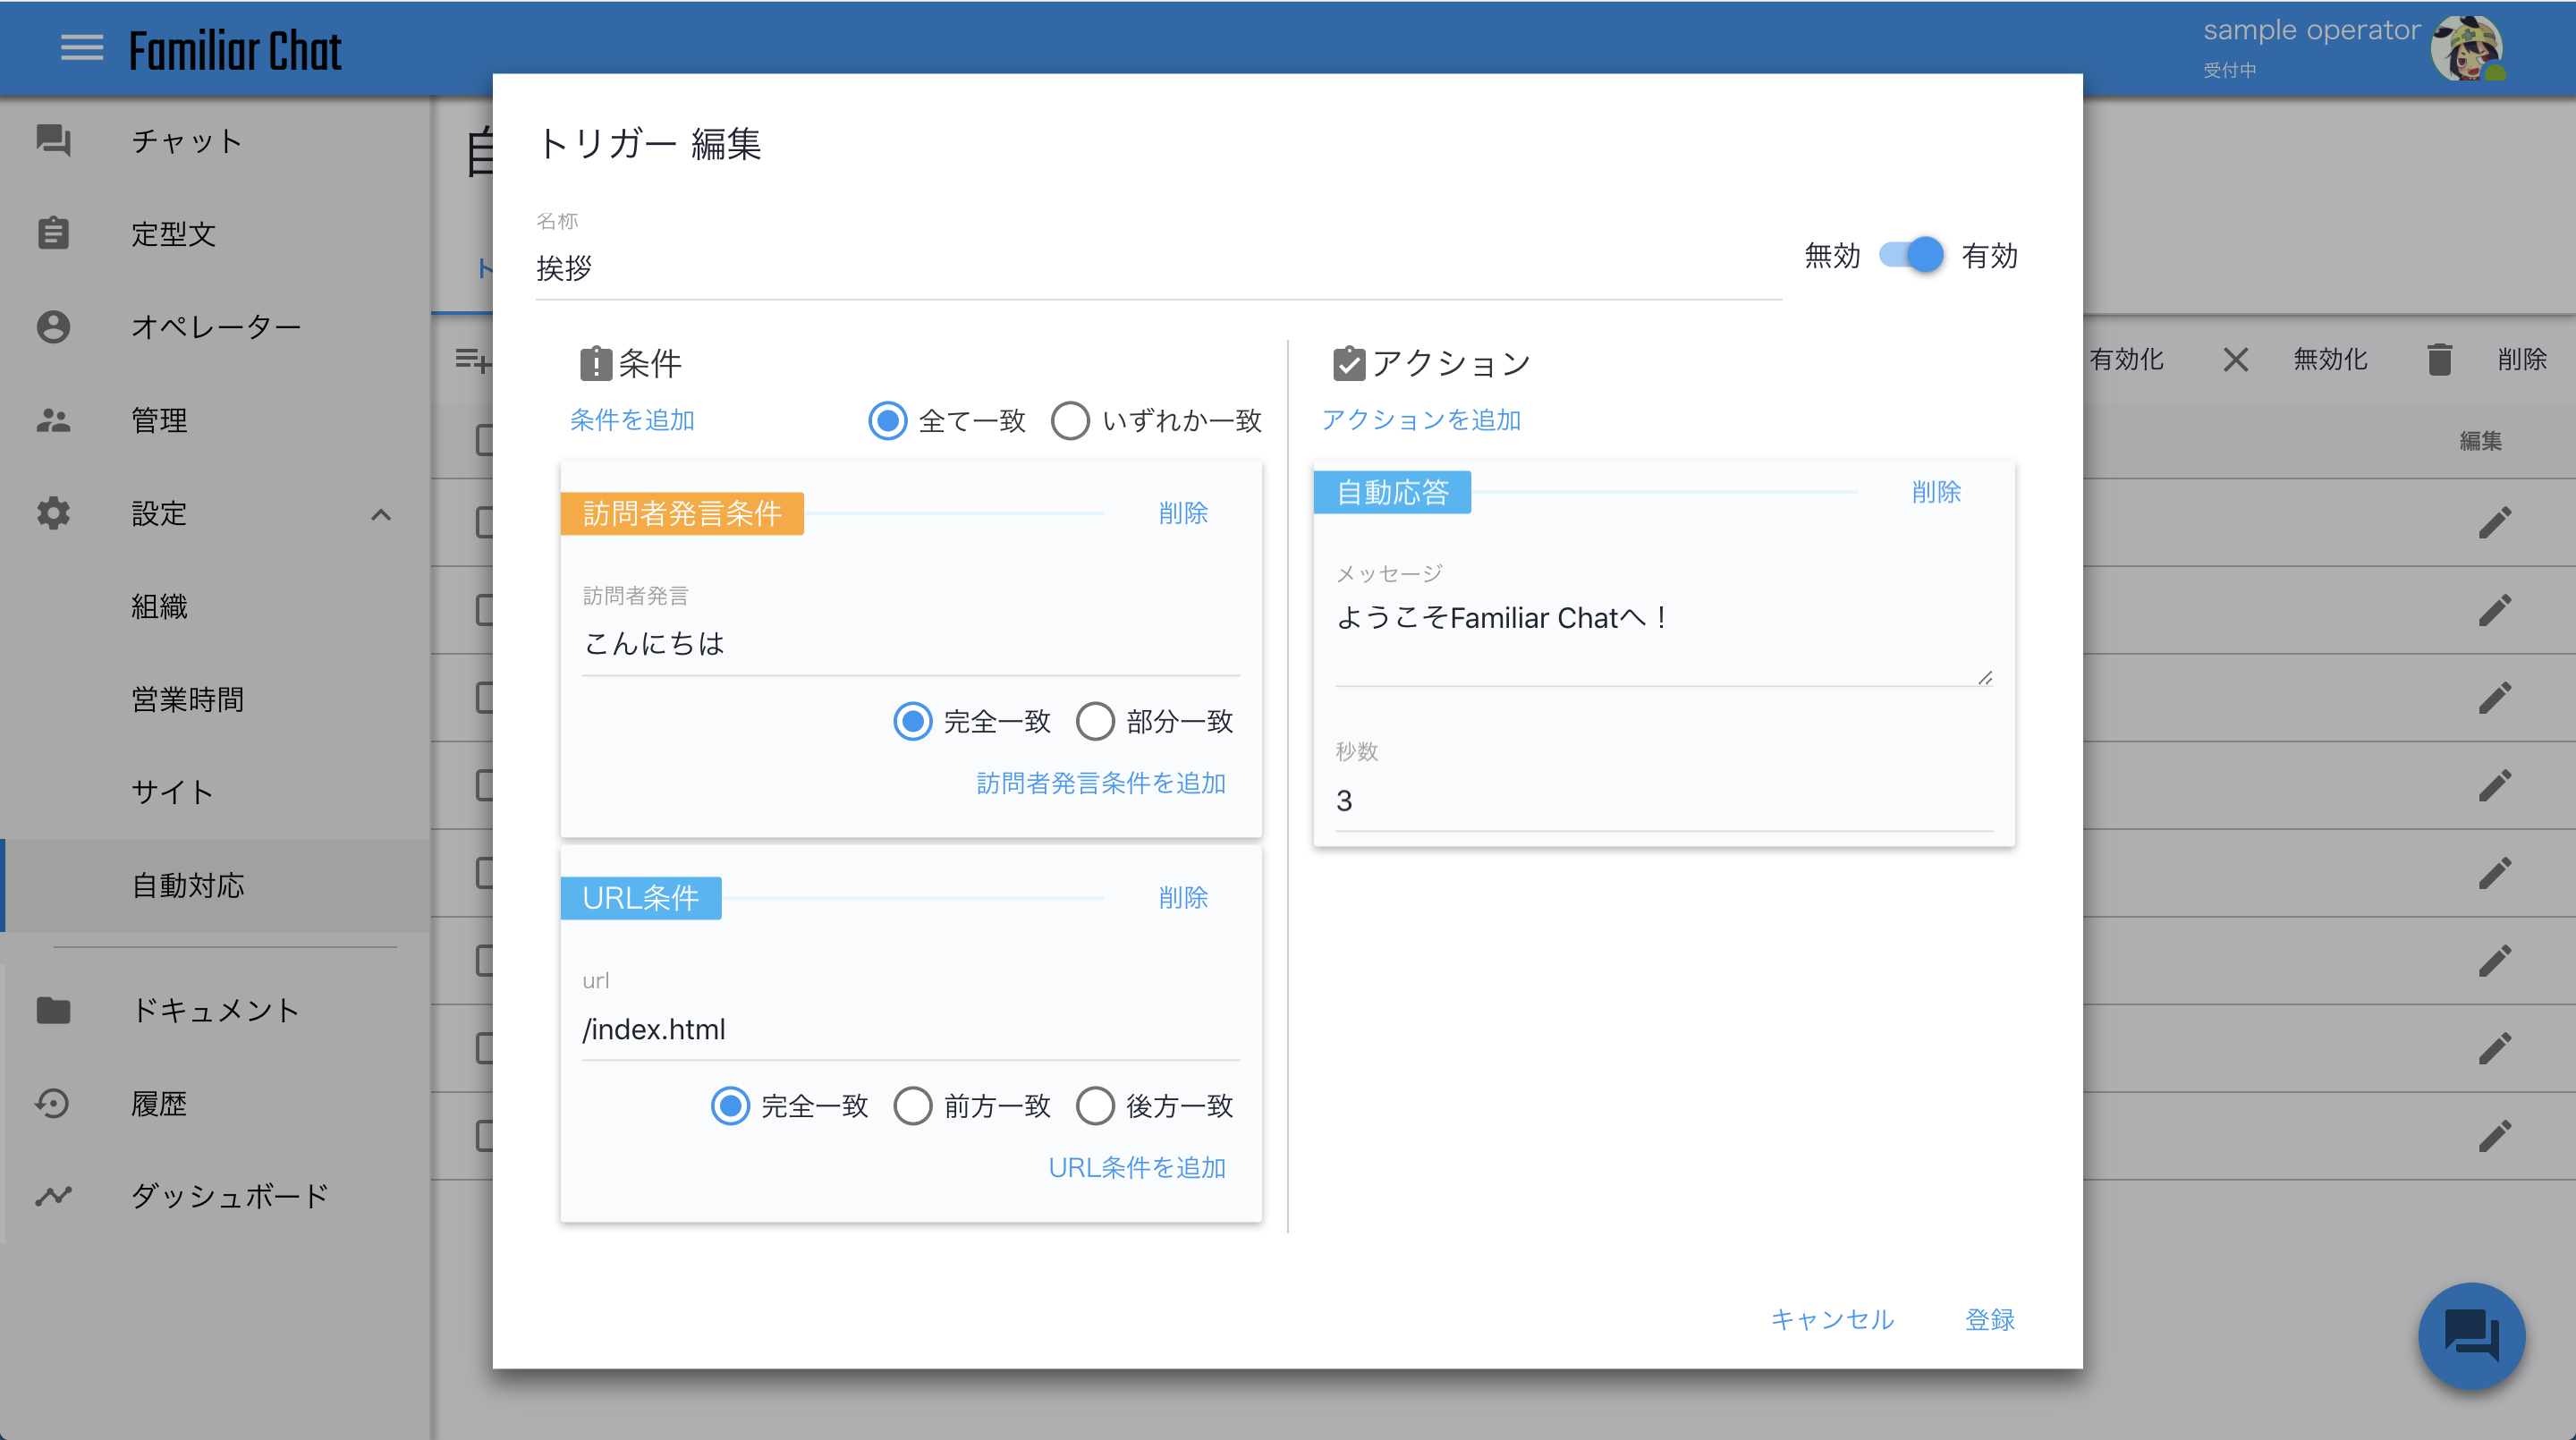 Familiar Chat
sample operator
受付中
チャット
定型文
オペレーター
管理
設定
組織
営業時間
サイト
自動対応
ドキュメント
履歴
ダッシュボード
有効化
無効化
削除
編集
トリガー 編集
名称
挨拶
無効
有効
条件
条件を追加
全て一致
いずれか一致
訪問者発言条件
削除
訪問者発言
こんにちは
完全一致
部分一致
訪問者発言条件を追加
URL条件
削除
url
/index.html
完全一致
前方一致
後方一致
URL条件を追加
アクション
アクションを追加
自動応答
削除
メッセージ
ようこそFamiliar Chatへ！
秒数
3
キャンセル
登録